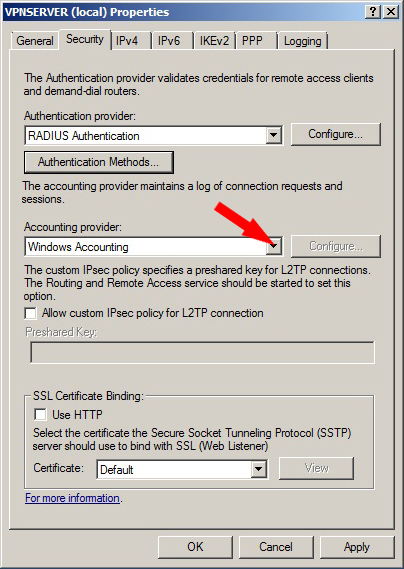 VPNSERVER (local) Properties
General Security IPv4 IPv6 IKEv2 PPP Logging
The Authentication provider validates credentials for remote access clients
and demand-dial routers.
Authentication provider:
RADIUS Authentication Configure...
Authentication Methods...
The accounting provider maintains a log of connection requests and
sessions.
Accounting provider:
Windows Accounting Configure...
The custom IPsec policy specifies a preshared key for L2TP connections.
The Routing and Remote Access service should be started to set this
option.
Allow custom IPsec policy for L2TP connection
Preshared Key:
SSL Certificate Binding:
Use HTTP
Select the certificate the Secure Socket Tunneling Protocol (SSTP)
server should use to bind with SSL (Web Listener)
Certificate: Default View
For more information.
OK Cancel Apply